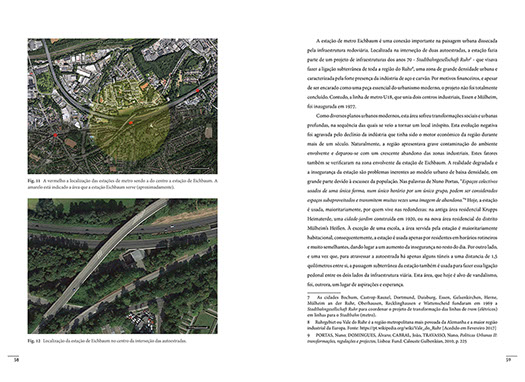 Fig. 11 A vermelho a localização das estações de metro sendo a do centro a estação de Eichbaum. A
amarelo está indicado a área que a estação Eichbaum serve (aproximadamente).
Fig. 12 Localização da estação de Eichbaum no centro da interseção das autoestradas.
58
A estação de metro Eichbaum é uma conexão importante na paisagem urbana dissecada
pela infraestrutura rodoviária. Localizada na interseção de duas autoestradas, a estação fazia
parte de um projeto de infraestruturas dos anos 70 - Stadtbahngesellschaft Ruhr⁷ - que visava
fazer a ligação subterrânea de toda a região do Ruhr⁸, uma zona de grande densidade urbana e
caracterizada pela forte presença da indústria de aço e carvão. Por motivos financeiros, e apesar
de ser encarado como uma peça essencial do urbanismo moderno, o projeto não foi totalmente
concluído. Contudo, a linha de metro U18, que unia dois centros industriais, Essen e Mülheim,
foi inaugurada em 1977.
Como diversos planos urbanos modernos, esta área sofreu transformações sociais e urbanas
profundas, na sequência das quais se veio a tornar um local inóspito. Esta evolução negativa
foi agravada pelo declínio da indústria que tinha sido o motor económico da região durante
mais de um século. Naturalmente, a região apresentava grave contaminação do ambiente
envolvente e deparou-se com um crescente abandono das zonas industriais. Estes fatores
também se verificaram na zona envolvente da estação de Eichbaum. A realidade degradada e
a insegurança da estação são problemas inerentes ao modelo urbano de baixa densidade, em
grande parte devido à escassez da população. Nas palavras de Nuno Portas, "Espaços colectivos
usados de uma única forma, num único horário por um único grupo, podem ser considerados
espaços subaproveitados e transmitem muitas vezes uma imagem de abandono."⁹ Hoje, a estação
é usada, maioritariamente, por quem vive nas redondezas: na antiga área residencial Krupps
Heimaterde, uma cidade-jardim construída em 1920, ou na nova área residencial do distrito
Mülheim's Heißen. À exceção de uma escola, a área servida pela estação é maioritariamente
habitacional, consequentemente, a estação é usada apenas por residentes em horários rotineiros
e muito semelhantes, dando lugar a um aumento da insegurança no resto do dia. Por outro lado,
e uma vez que, para atravessar a autoestrada há apenas alguns túneis a uma distância de 1,5
quilómetros entre si, a passagem subterrânea da estação também é usada para fazer essa ligação
pedonal entre os dois lados da infraestrutura viária. Esta área, que hoje é alvo de vandalismo,
foi, outrora, um lugar de aspirações e esperança.
7 As cidades Bochum, Castrop-Rauxel, Dortmund, Duisburg, Essen, Gelsenkirchen, Herne,
Mülheim an der Ruhr, Oberhausen, Recklinghausen e Wattenscheid fundaram em 1969 a
Stadtbahngesellschaft Ruhr para coordenar o projeto de transformação das linhas de tram (elétricos)
em linhas para o Stadtbahn (metro).
8 Ruhrgebiet ou Vale do Ruhr é a região metropolitana mais povoada da Alemanha e a maior região
industrial da Europa. Fonte: https://pt.wikipedia.org/wiki/Vale_do_Ruhr (Acedido em Fevereiro 2017)
9 PORTAS, Nuno; DOMINGUES, Álvaro; CABRAL, João, TRAVASSO, Nuno; Políticas Urbanas II:
transformações, regulações e projectos. Lisboa: Fund. Calouste Gulbenkian, 2011, p. 225
59